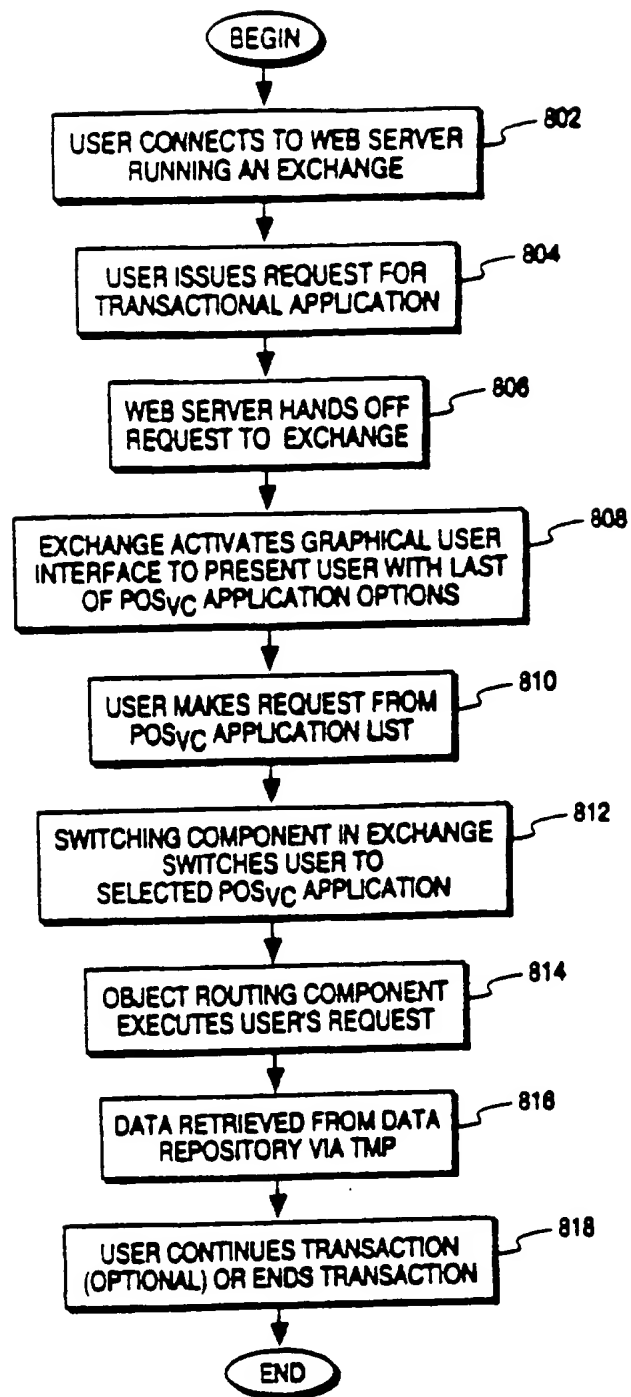 BEGIN
802
USER CONNECTS TO WEB SERVER
RUNNING AN EXCHANGE
804
USER ISSUES REQUEST FOR
TRANSACTIONAL APPLICATION
806
WEB SERVER HANDS OFF
REQUEST TO EXCHANGE
808
EXCHANGE ACTIVATES GRAPHICAL USER
INTERFACE TO PRESENT USER WITH LAST
OF POSVC APPLICATION OPTIONS
810
USER MAKES REQUEST FROM
POSVC APPLICATION LIST
812
SWITCHING COMPONENT IN EXCHANGE
SWITCHES USER TO
SELECTED POSVC APPLICATION
814
OBJECT ROUTING COMPONENT
EXECUTES USER'S REQUEST
816
DATA RETRIEVED FROM DATA
REPOSITORY VIA TMP
818
USER CONTINUES TRANSACTION
(OPTIONAL) OR ENDS TRANSACTION
END